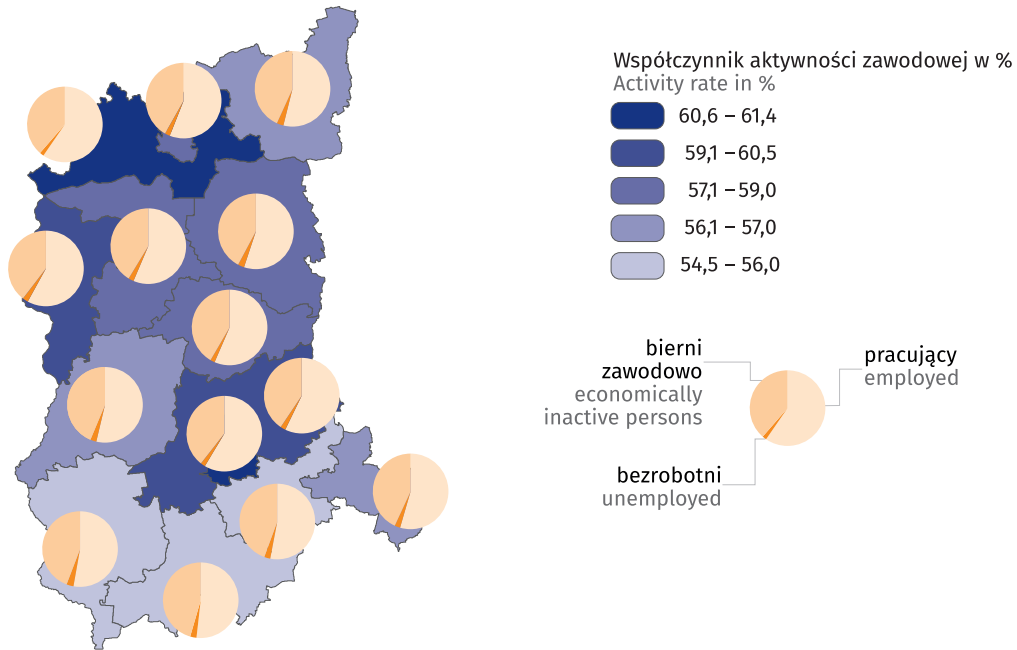 Współczynnik aktywności zawodowej w %
Activity rate in %
60,6 – 61,4
59,1 – 60,5
57,1 – 59,0
56,1 – 57,0
54,5 – 56,0
bierni
zawodowo
economically
inactive persons
pracujący
employed
bezrobotni
unemployed